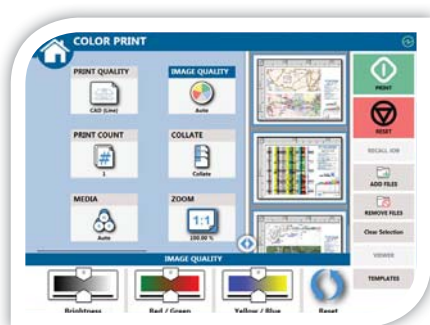 COLOR PRINT
PRINT QUALITY
CAD (Line)
IMAGE QUALITY
Auto
PRINT COUNT
#
1
COLLATE
Collate
MEDIA
Auto
ZOOM
1:1
100.00 %
PRINT
RESET
RECALL JOB
ADD FILES
REMOVE FILES
Clear Selection
VIEWER
TEMPLATES
IMAGE QUALITY
Brightness
Red / Green
Yellow / Blue
Reset